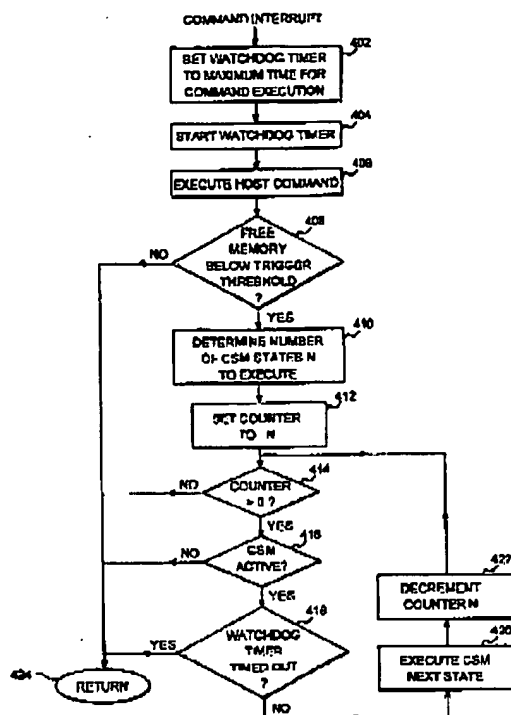 COMMAND INTERRUPT
402
SET WATCHDOG TIMER
TO MAXIMUM TIME FOR
COMMAND EXECUTION
404
START WATCHDOG TIMER
406
EXECUTE HOST COMMAND
408
FREE
MEMORY
BELOW TRIGGER
THRESHOLD
?
NO
YES
410
DETERMINE NUMBER
OF CSM STATES N
TO EXECUTE
412
SET COUNTER
TO N
414
COUNTER
> 0 ?
NO
YES
416
CSM
ACTIVE?
NO
YES
418
WATCHDOG
TIMER
TIMED OUT
?
YES
NO
422
DECREMENT
COUNTER N
420
EXECUTE CSM
NEXT STATE
424
RETURN